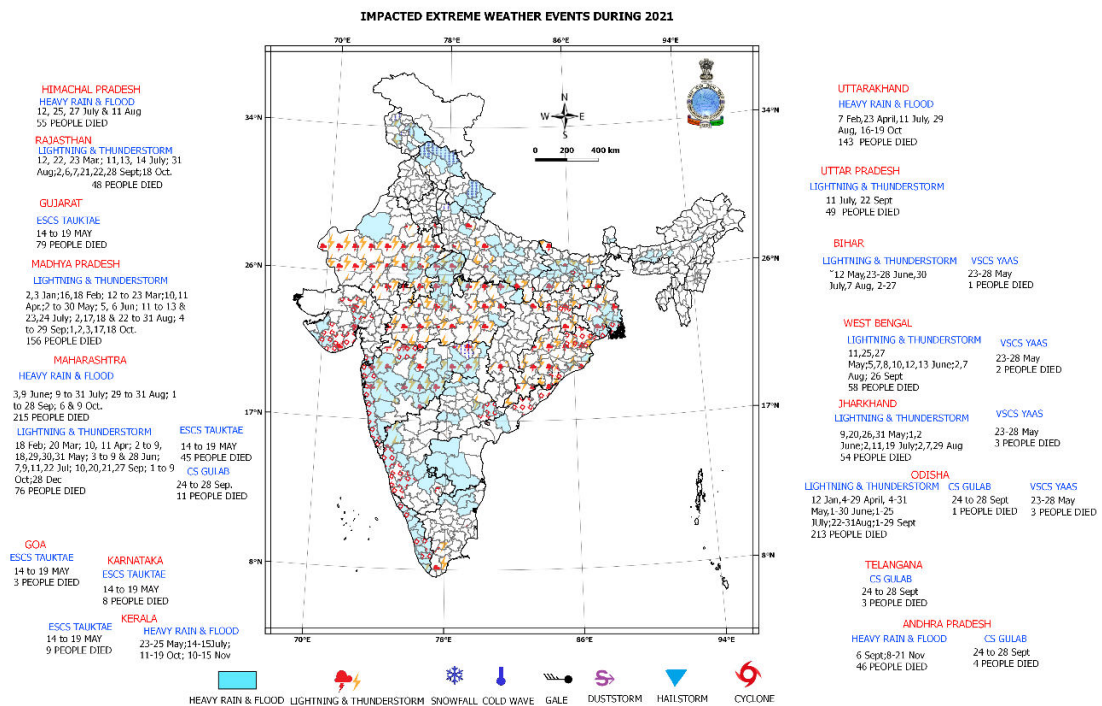 IMPACTED EXTREME WEATHER EVENTS DURING 2021
70°E 78°E 86°E 94°E
HIMACHAL PRADESH
HEAVY RAIN & FLOOD
12, 25, 27 July & 11 Aug
55 PEOPLE DIED
RAJASTHAN
LIGHTNING & THUNDERSTORM
12, 22, 23 Mar; 11,13, 14 July; 31
Aug;2,6,7,21,22,28 Sept;18 Oct.
48 PEOPLE DIED
GUJARAT
ESCS TAUKTAE
14 to 19 MAY
79 PEOPLE DIED
MADHYA PRADESH
LIGHTNING & THUNDERSTORM
2,3 Jan;16,18 Feb; 12 to 23 Mar;10,11
Apr.;2 to 30 May; 5, 6 Jun; 11 to 13 &
23,24 July; 2,17,18 & 22 to 31 Aug; 4
to 29 Sep;1,2,3,17,18 Oct.
156 PEOPLE DIED
MAHARASHTRA
HEAVY RAIN & FLOOD
3,9 June; 9 to 31 July; 29 to 31 Aug; 1
to 28 Sep; 6 & 9 Oct.
215 PEOPLE DIED
LIGHTNING & THUNDERSTORM
18 Feb; 20 Mar; 10, 11 Apr; 2 to 9,
18,29,30,31 May; 3 to 9 & 28 Jun;
7,9,11,22 Jul; 10,20,21,27 Sep; 1 to 9
Oct;28 Dec
76 PEOPLE DIED
ESCS TAUKTAE
14 to 19 MAY
45 PEOPLE DIED
CS GULAB
24 to 28 Sep.
11 PEOPLE DIED
GOA
ESCS TAUKTAE
14 to 19 MAY
3 PEOPLE DIED
KARNATAKA
ESCS TAUKTAE
14 to 19 MAY
8 PEOPLE DIED
KERALA
ESCS TAUKTAE
14 to 19 MAY
9 PEOPLE DIED
HEAVY RAIN & FLOOD
23-25 May;14-15July;
11-19 Oct; 10-15 Nov
34°N
26°N
17°N
8°N
N
W E
S
0 200 400 km
34°N
26°N
17°N
8°N
70°E 78°E 86°E 94°E
UTTARAKHAND
HEAVY RAIN & FLOOD
7 Feb,23 April,11 July, 29
Aug, 16-19 Oct
143 PEOPLE DIED
UTTAR PRADESH
LIGHTNING & THUNDERSTORM
11 July, 22 Sept
49 PEOPLE DIED
BIHAR
LIGHTNING & THUNDERSTORM
12 May,23-28 June,30
July,7 Aug, 2-27
VSCS YAAS
23-28 May
1 PEOPLE DIED
WEST BENGAL
LIGHTNING & THUNDERSTORM
11,25,27
May;5,7,8,10,12,13 June;2,7
Aug; 26 Sept
58 PEOPLE DIED
VSCS YAAS
23-28 May
2 PEOPLE DIED
JHARKHAND
LIGHTNING & THUNDERSTORM
9,20,26,31 May;1,2
June;2,11,19 July;2,7,29 Aug
54 PEOPLE DIED
VSCS YAAS
23-28 May
3 PEOPLE DIED
ODISHA
LIGHTNING & THUNDERSTORM
12 Jan,4-29 April, 4-31
May,1-30 June;1-25
JUly;22-31Aug;1-29 Sept
213 PEOPLE DIED
CS GULAB
24 to 28 Sept
1 PEOPLE DIED
VSCS YAAS
23-28 May
3 PEOPLE DIED
TELANGANA
CS GULAB
24 to 28 Sept
3 PEOPLE DIED
ANDHRA PRADESH
HEAVY RAIN & FLOOD
6 Sept;8-21 Nov
46 PEOPLE DIED
CS GULAB
24 to 28 Sept
4 PEOPLE DIED
HEAVY RAIN & FLOOD LIGHTNING & THUNDERSTORM SNOWFALL COLD WAVE GALE DUSTSTORM HAILSTORM CYCLONE